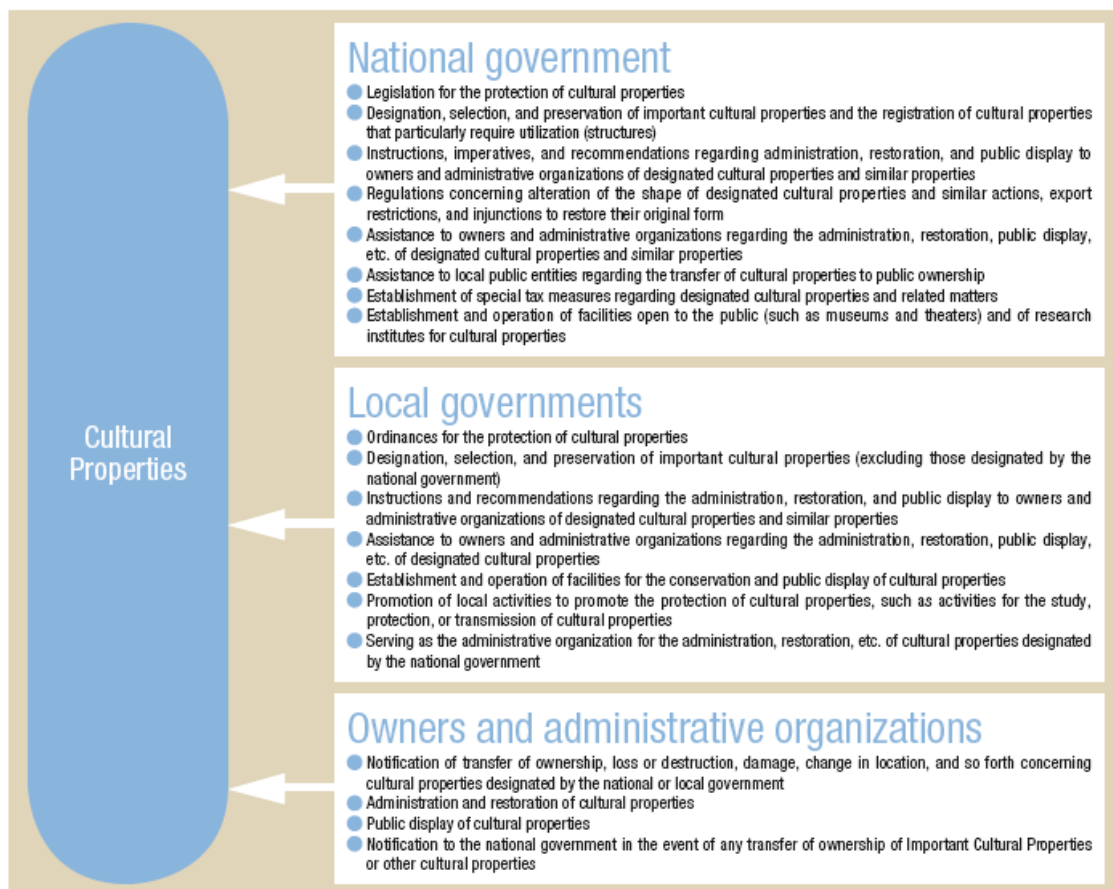 Cultural
Properties
National government
Legislation for the protection of cultural properties
Designation, selection, and preservation of important cultural properties and the registration of cultural properties
that particularly require utilization (structures)
Instructions, imperatives, and recommendations regarding administration, restoration, and public display to
owners and administrative organizations of designated cultural properties and similar properties
Regulations concerning alteration of the shape of designated cultural properties and similar actions, export
restrictions, and injunctions to restore their original form
Assistance to owners and administrative organizations regarding the administration, restoration, public display,
etc. of designated cultural properties and similar properties
Assistance to local public entities regarding the transfer of cultural properties to public ownership
Establishment of special tax measures regarding designated cultural properties and related matters
Establishment and operation of facilities open to the public (such as museums and theaters) and of research
institutes for cultural properties
Local governments
Ordinances for the protection of cultural properties
Designation, selection, and preservation of important cultural properties (excluding those designated by the
national government)
Instructions and recommendations regarding the administration, restoration, and public display to owners and
administrative organizations of designated cultural properties and similar properties
Assistance to owners and administrative organizations regarding the administration, restoration, public display,
etc. of designated cultural properties
Establishment and operation of facilities for the conservation and public display of cultural properties
Promotion of local activities to promote the protection of cultural properties, such as activities for the study,
protection, or transmission of cultural properties
Serving as the administrative organization for the administration, restoration, etc. of cultural properties designated
by the national government
Owners and administrative organizations
Notification of transfer of ownership, loss or destruction, damage, change in location, and so forth concerning
cultural properties designated by the national or local government
Administration and restoration of cultural properties
Public display of cultural properties
Notification to the national government in the event of any transfer of ownership of Important Cultural Properties
or other cultural properties